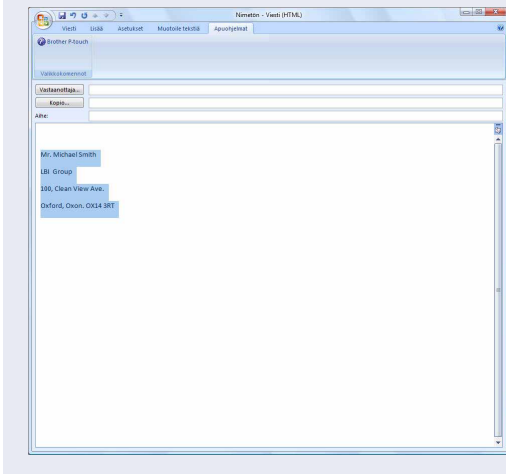 Nimetön - Viesti (HTML)
Viesti Lisää Asetukset Muotoile tekstiä Apuohjelmat
Brother P-touch
Valikkokomennot
Vastaanottaja...
Kopio...
Aihe:
Mr. Michael Smith
LBI Group
100, Clean View Ave.
Oxford, Oxon. OX14 3RT